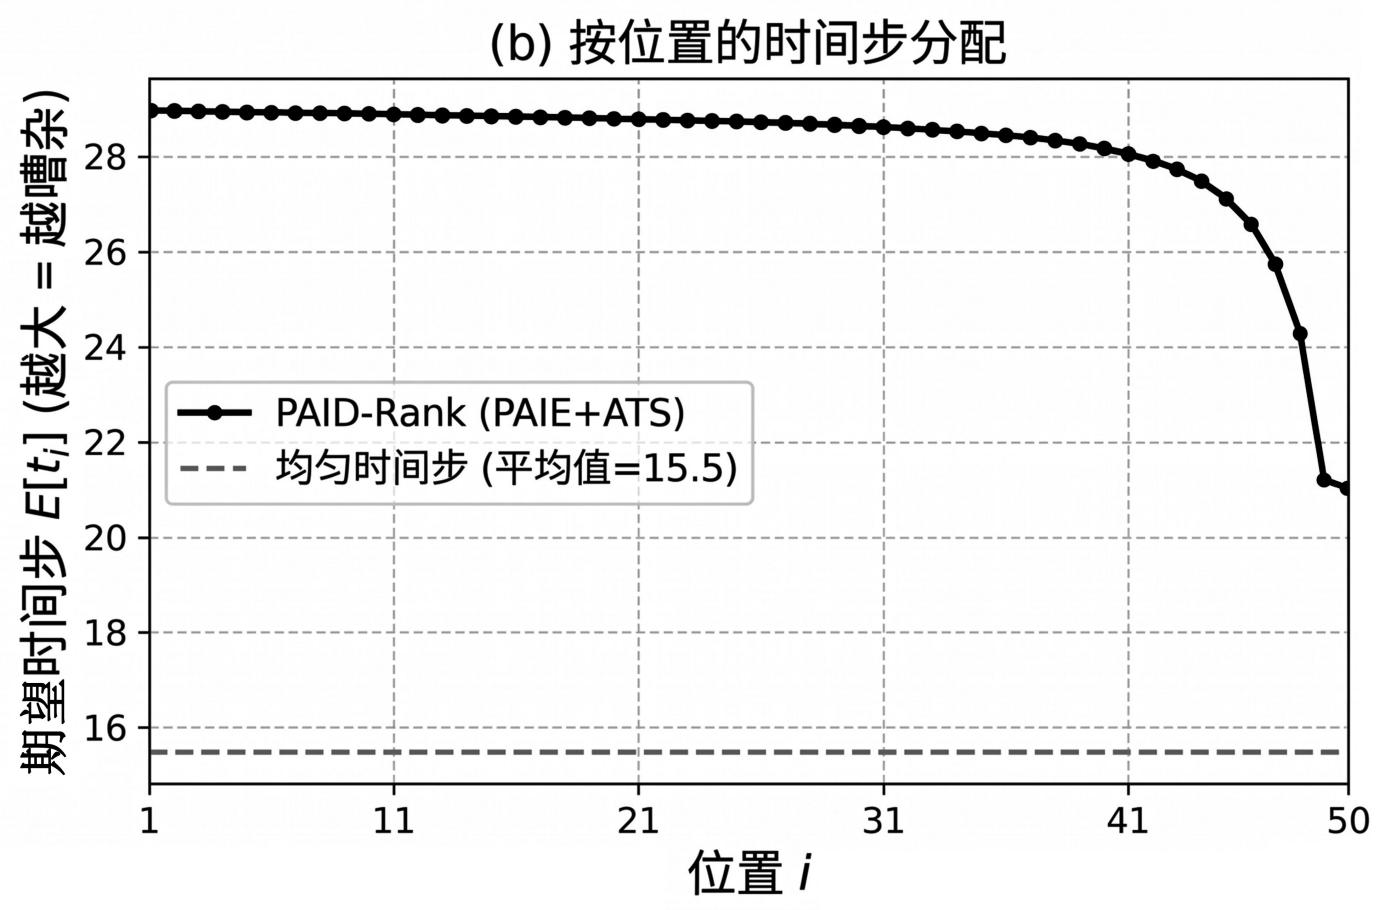 (b) 按位置的时间步分配
期望时间步 E[t_i] (越大 = 越嘈杂)
28
26
24
22
20
18
16
PAID-Rank (PAIE+ATS)
均匀时间步 (平均值=15.5)
1 11 21 31 41 50
位置 i